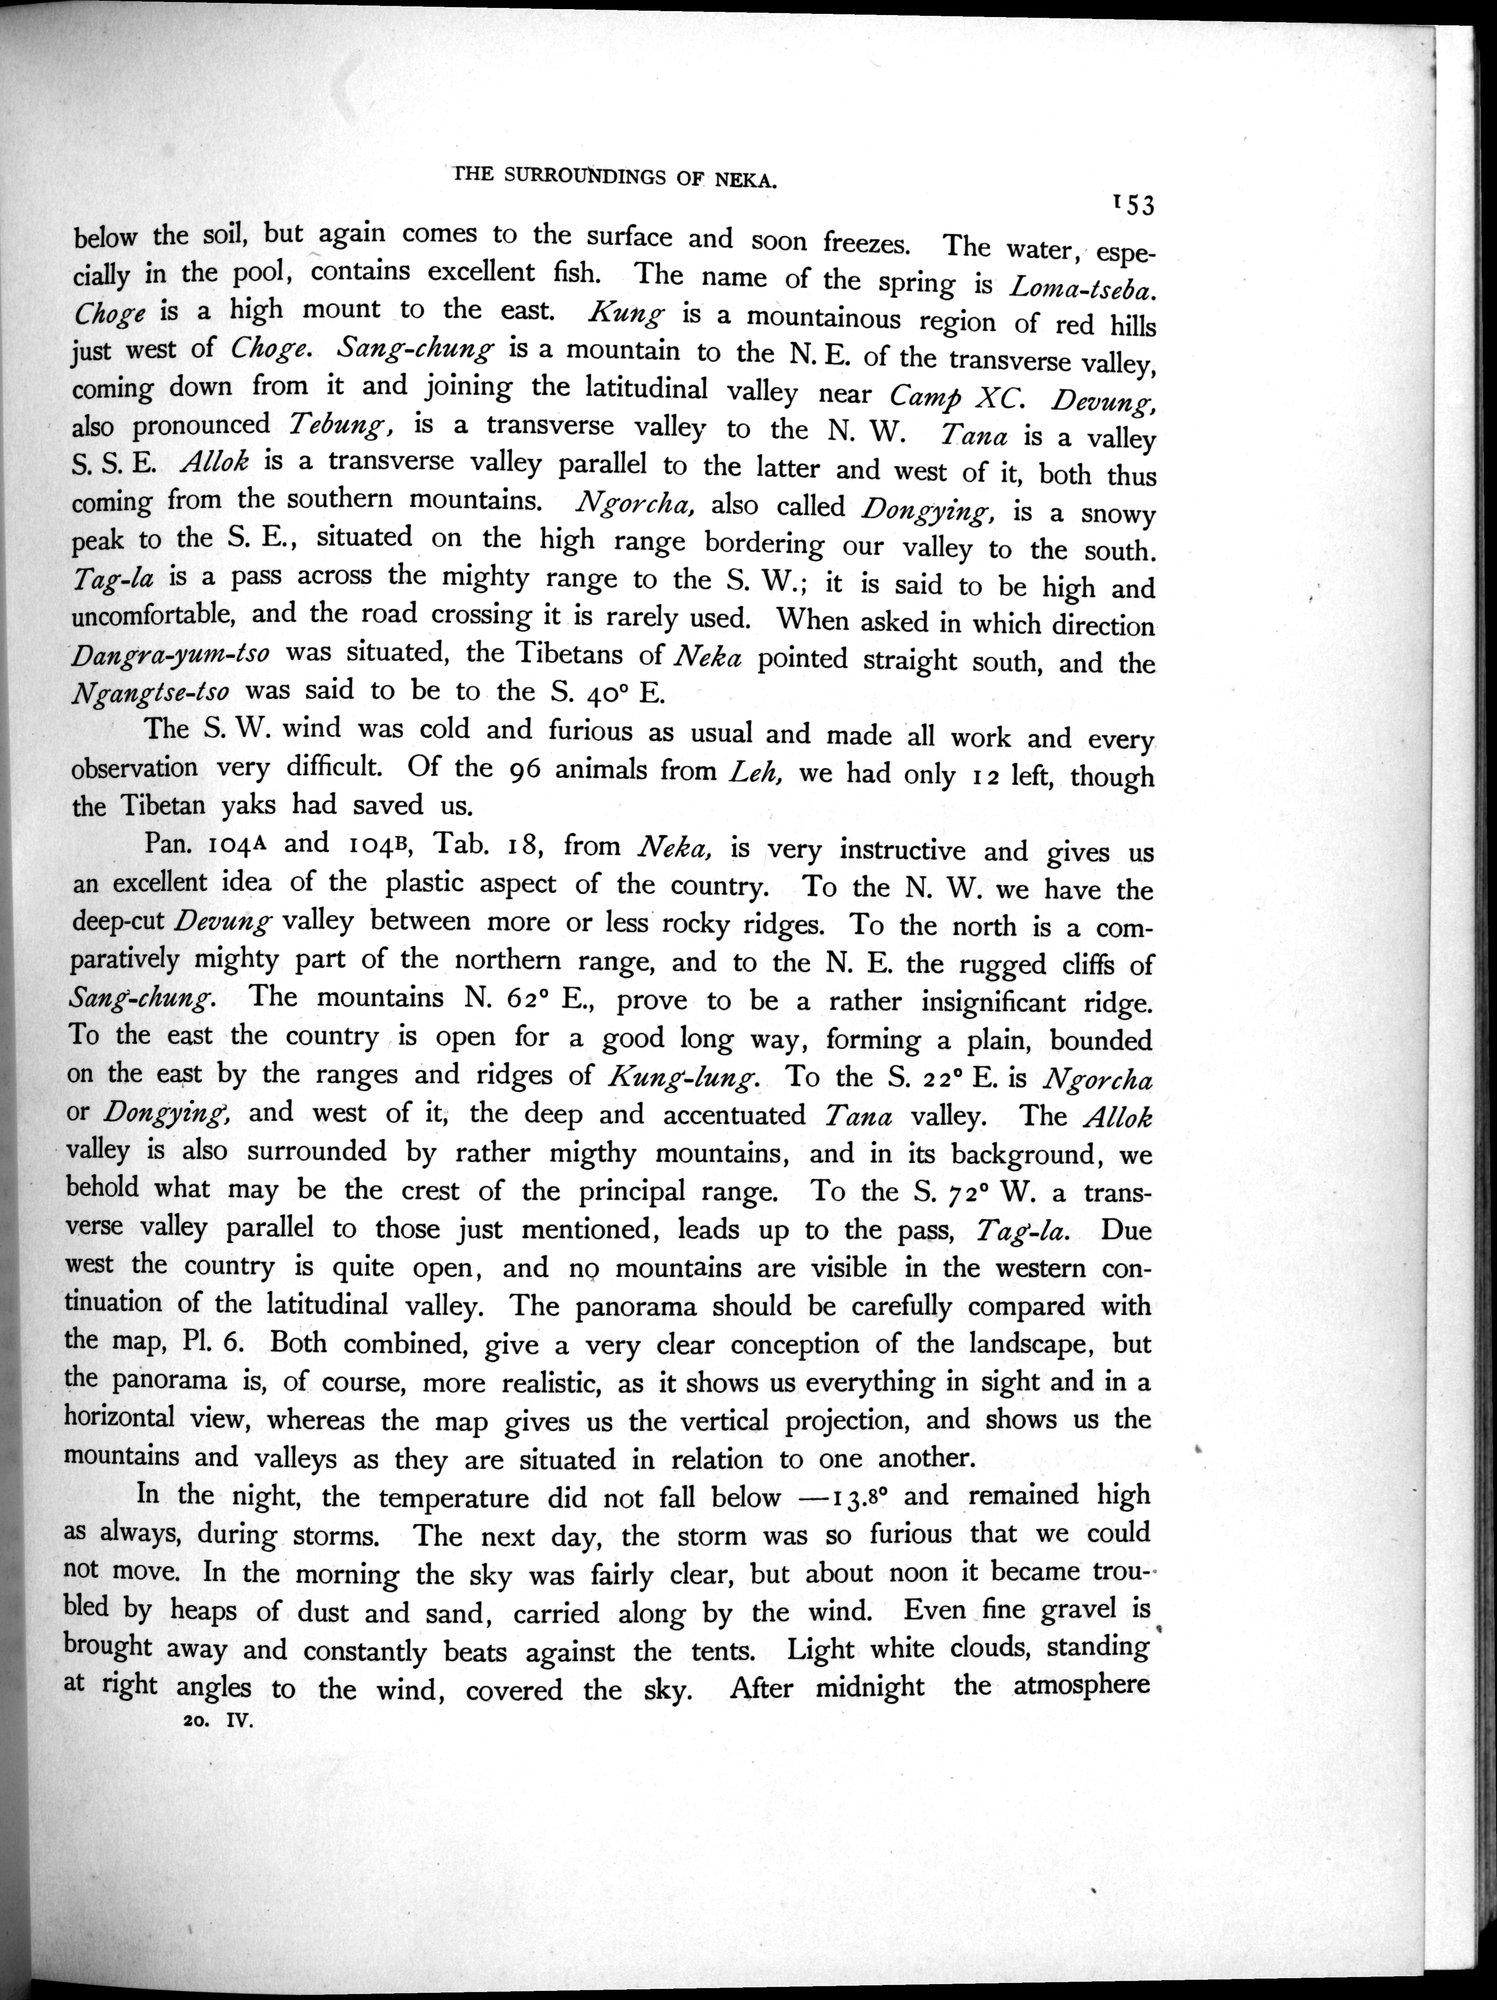 THE SURROUNDINGS OF NEKA.
153
below the soil, but again comes to the surface and soon freezes. The water, espe-
cially in the pool, contains excellent fish. The name of the spring is Loma-tseba.
Choge is a high mount to the east. Kung is a mountainous region of red hills
just west of Choge. Sang-chung is a mountain to the N. E. of the transverse valley,
coming down from it and joining the latitudinal valley near Camp XC. Devung,
also pronounced Tebung, is a transverse valley to the N. W. Tana is a valley
S. S. E. Allok is a transverse valley parallel to the latter and west of it, both thus
coming from the southern mountains. Ngorcha, also called Dongying, is a snowy
peak to the S. E., situated on the high range bordering our valley to the south.
Tag-la is a pass across the mighty range to the S. W.; it is said to be high and
uncomfortable, and the road crossing it is rarely used. When asked in which direction
Dangra-yum-tso was situated, the Tibetans of Neka pointed straight south, and the
Ngangtse-tso was said to be to the S. 40° E.
The S. W. wind was cold and furious as usual and made all work and every
observation very difficult. Of the 96 animals from Leh, we had only 12 left, though
the Tibetan yaks had saved us.
Pan. 104A and 104B, Tab. 18, from Neka, is very instructive and gives us
an excellent idea of the plastic aspect of the country. To the N. W. we have the
deep-cut Devung valley between more or less rocky ridges. To the north is a com-
paratively mighty part of the northern range, and to the N. E. the rugged cliffs of
Sang-chung. The mountains N. 62° E., prove to be a rather insignificant ridge.
To the east the country is open for a good long way, forming a plain, bounded
on the east by the ranges and ridges of Kung-lung. To the S. 22° E. is Ngorcha
or Dongying, and west of it, the deep and accentuated Tana valley. The Allok
valley is also surrounded by rather migthy mountains, and in its background, we
behold what may be the crest of the principal range. To the S. 72° W. a trans-
verse valley parallel to those just mentioned, leads up to the pass, Tag-la. Due
west the country is quite open, and no mountains are visible in the western con-
tinuation of the latitudinal valley. The panorama should be carefully compared with
the map, Pl. 6. Both combined, give a very clear conception of the landscape, but
the panorama is, of course, more realistic, as it shows us everything in sight and in a
horizontal view, whereas the map gives us the vertical projection, and shows us the
mountains and valleys as they are situated in relation to one another.
In the night, the temperature did not fall below —13.8° and remained high
as always, during storms. The next day, the storm was so furious that we could
not move. In the morning the sky was fairly clear, but about noon it became trou-
bled by heaps of dust and sand, carried along by the wind. Even fine gravel is
brought away and constantly beats against the tents. Light white clouds, standing
at right angles to the wind, covered the sky. After midnight the atmosphere
20. IV.